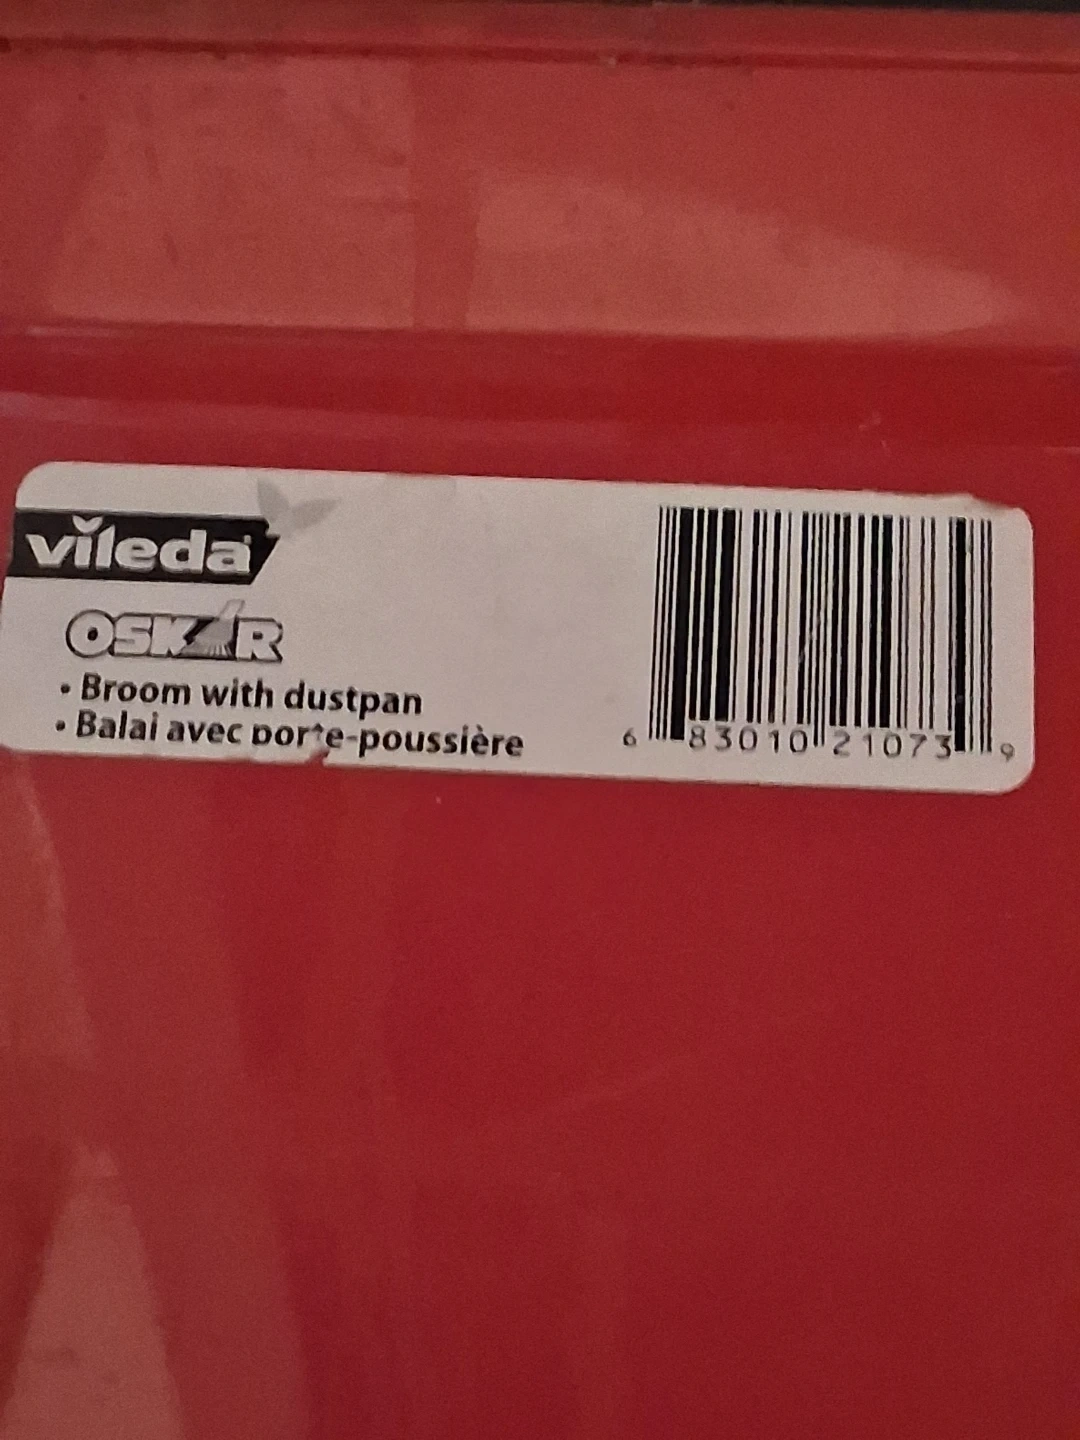 vileda
OSKAR
• Broom with dustpan
• Balai avec porte-poussière
6 83010 21073 9